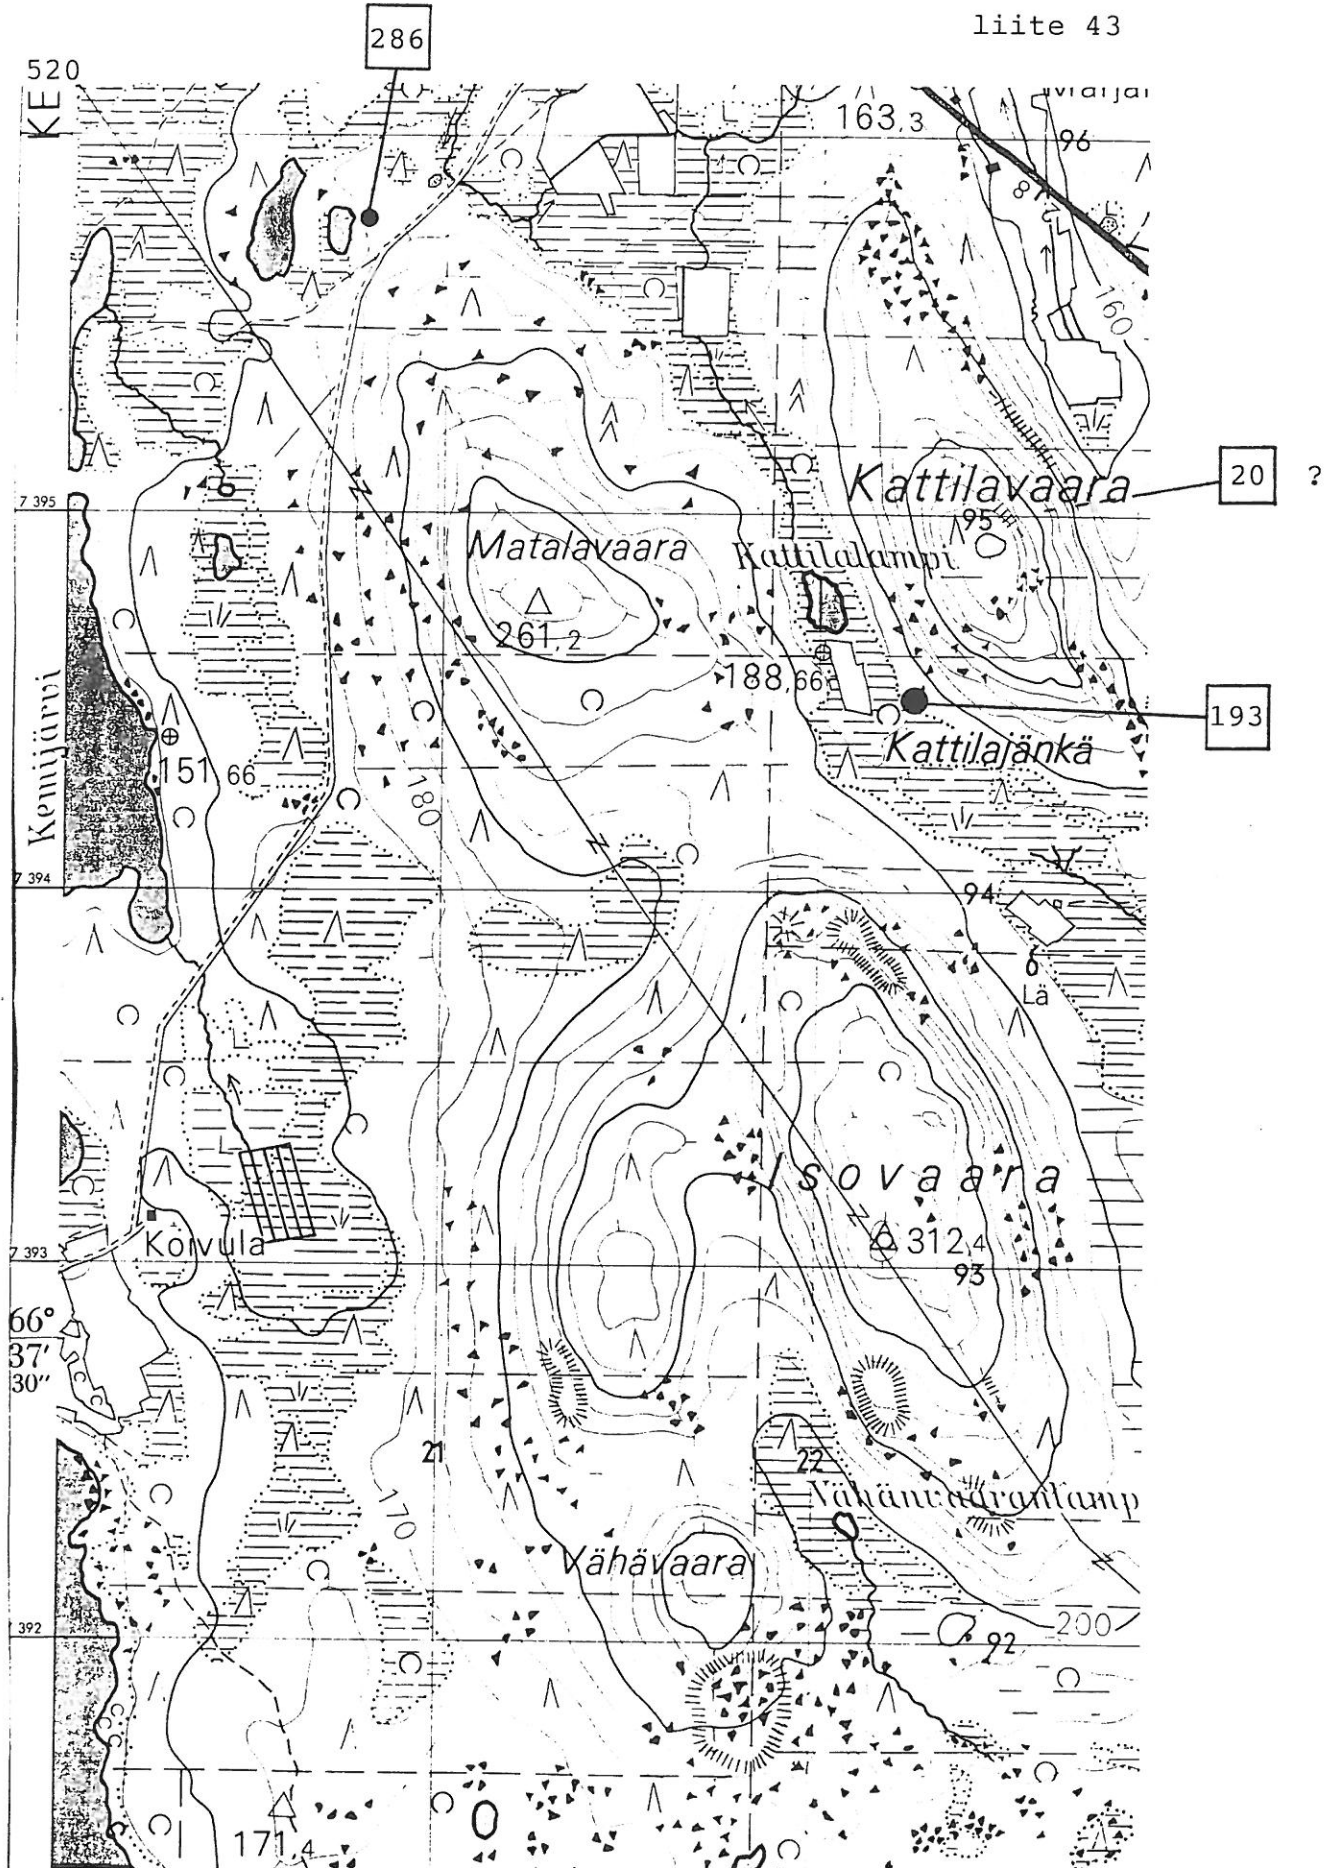 liite 43
286
520
KE
163,3
96
8
160
Kattilavaara
20 ?
7 395
95
Matalavaara
Kattilalampi
261,2
188,66
193
Kattilajänkä
Kemijärvi
151,66
180
7 394
94
Lä
Isovaara
312,4
Koivula
7 393
93
66°
37'
30"
21
22
170
Vähävaara
7 392
92
200
171,4